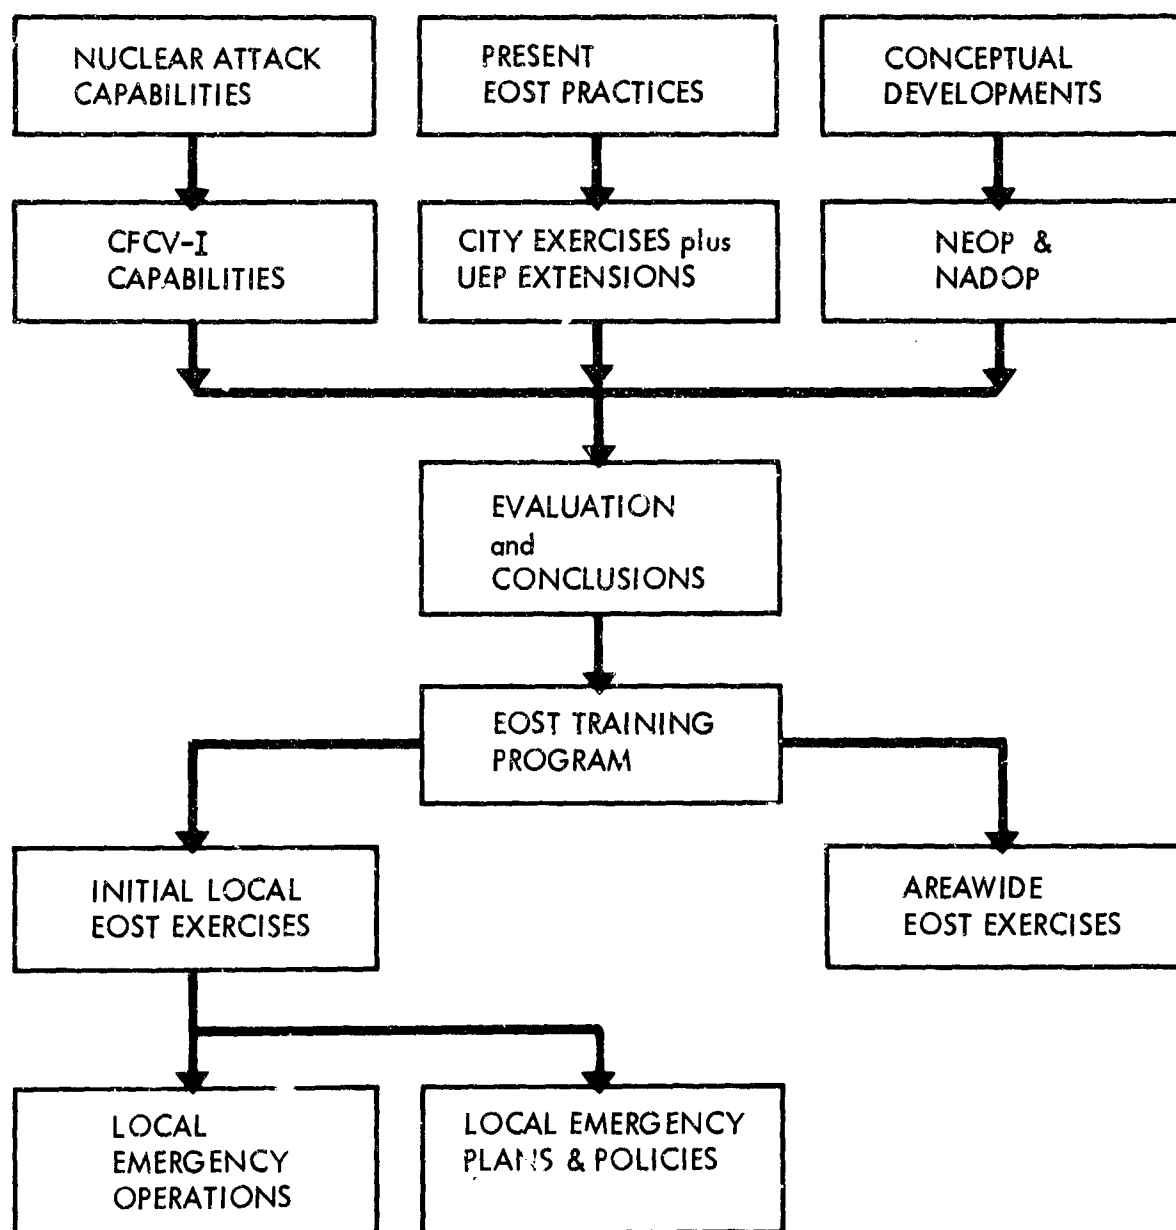 NUCLEAR ATTACK
CAPABILITIES
PRESENT
EOST PRACTICES
CONCEPTUAL
DEVELOPMENTS
CFCV-I
CAPABILITIES
CITY EXERCISES plus
UEP EXTENSIONS
NEOP &
NADOP
EVALUATION
and
CONCLUSIONS
EOST TRAINING
PROGRAM
INITIAL LOCAL
EOST EXERCISES
AREAWIDE
EOST EXERCISES
LOCAL
EMERGENCY
OPERATIONS
LOCAL EMERGENCY
PLANS & POLICIES